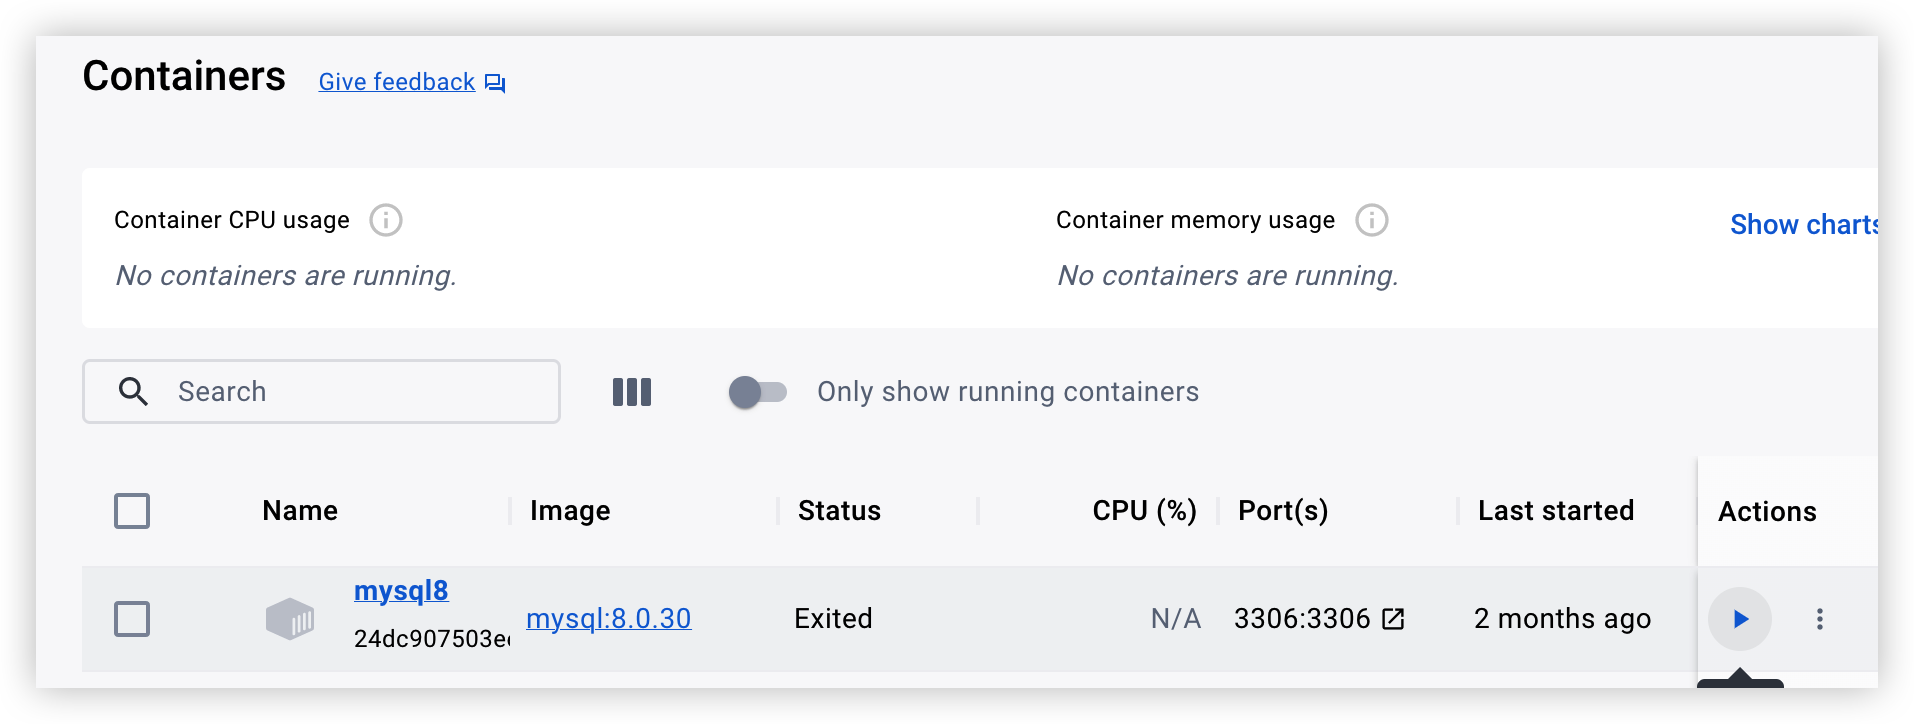 Containers Give feedback
Container CPU usage
No containers are running.
Container memory usage
No containers are running.
Show charts
Search
Only show running containers
Name Image Status CPU (%) Port(s) Last started Actions
mysql8
24dc907503e
mysql:8.0.30 Exited N/A 3306:3306 2 months ago